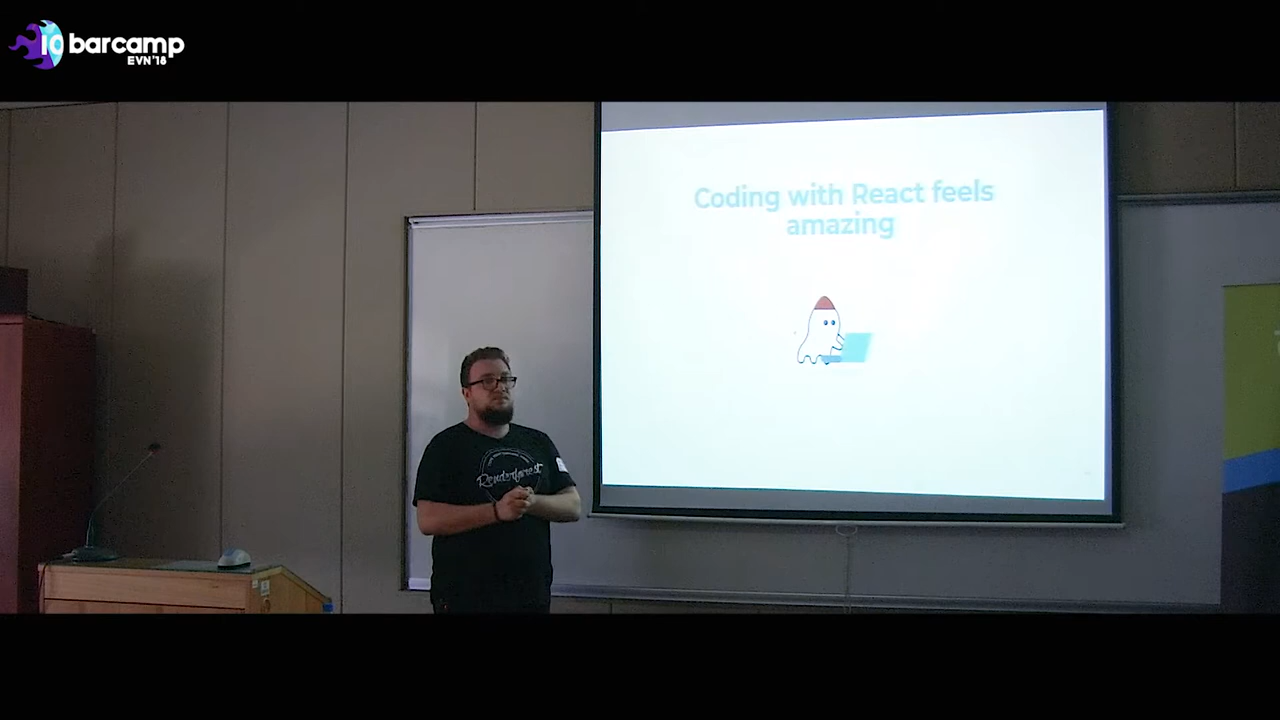 10 barcamp
EVN'18
Coding with React feels
amazing
Renderforest